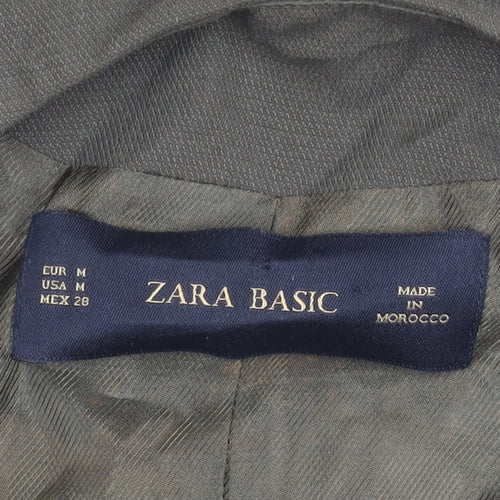 EUR M
USA M
MEX 28
ZARA BASIC
MADE
IN
MOROCCO